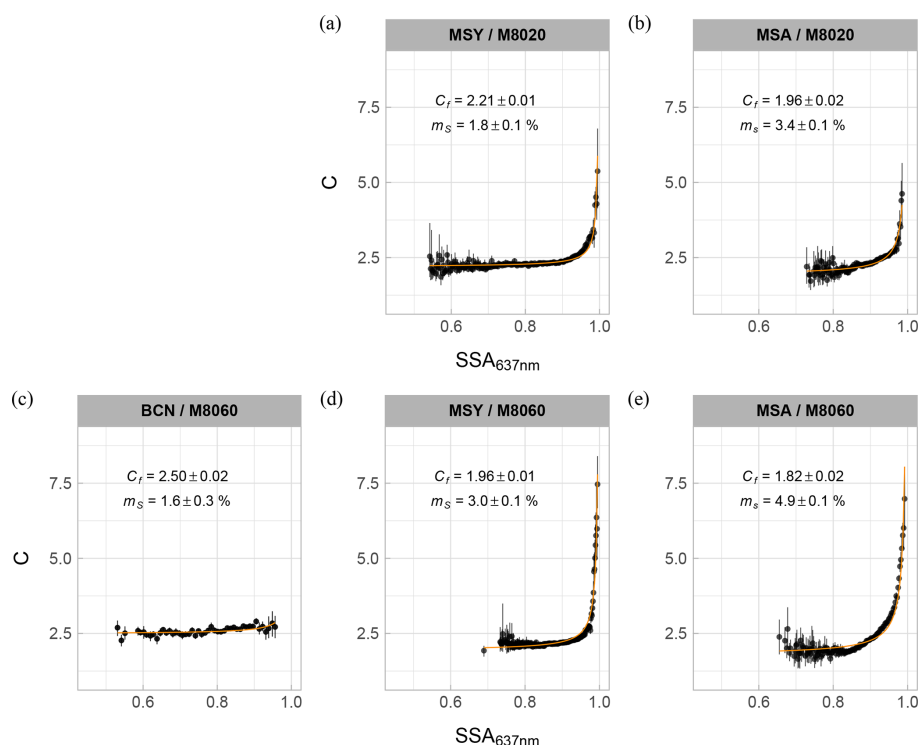 (a)
MSY / M8020
(b)
MSA / M8020
C
7.5
5.0
2.5
C_f = 2.21 ± 0.01
m_S = 1.8 ± 0.1 %
0.6
0.8
1.0
7.5
5.0
2.5
C_f = 1.96 ± 0.02
m_s = 3.4 ± 0.1 %
0.6
0.8
1.0
SSA637nm
(c)
BCN / M8060
(d)
MSY / M8060
(e)
MSA / M8060
C
7.5
5.0
2.5
C_f = 2.50 ± 0.02
m_S = 1.6 ± 0.3 %
0.6
0.8
1.0
7.5
5.0
2.5
C_f = 1.96 ± 0.01
m_S = 3.0 ± 0.1 %
0.6
0.8
1.0
7.5
5.0
2.5
C_f = 1.82 ± 0.02
m_s = 4.9 ± 0.1 %
0.6
0.8
1.0
SSA637nm